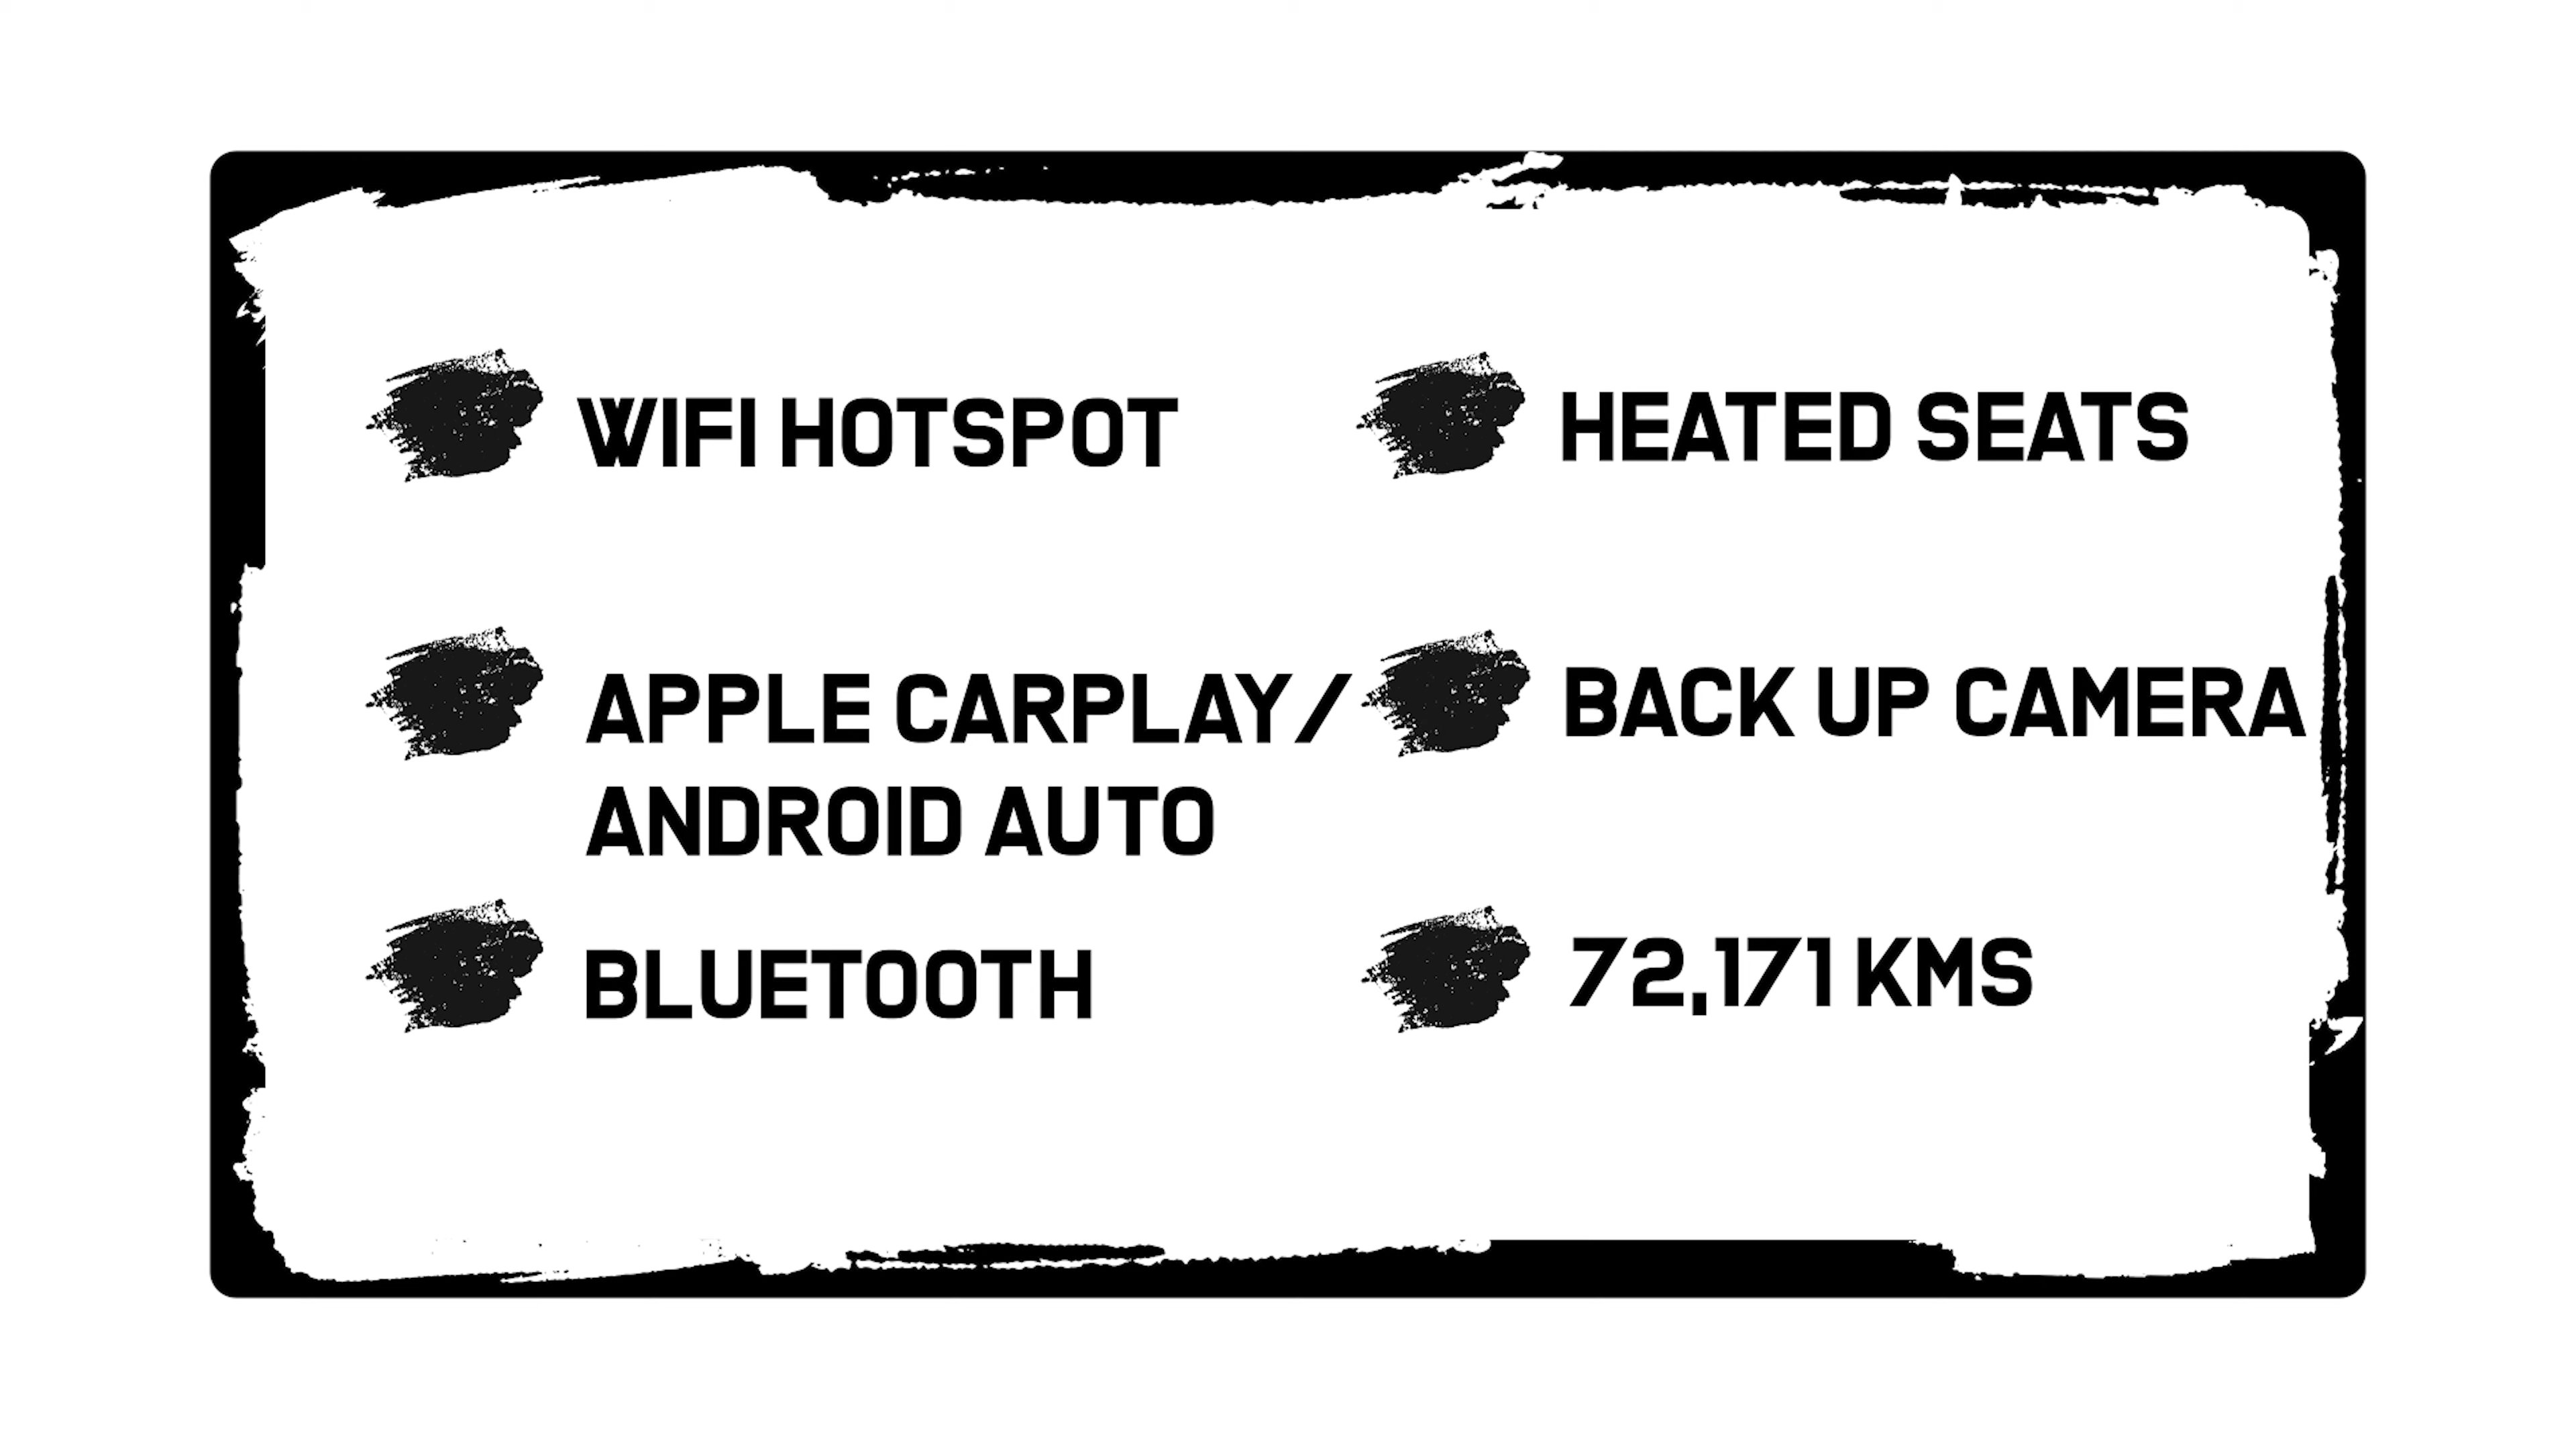 WIFI HOTSPOT
APPLE CARPLAY/
ANDROID AUTO
BLUETOOTH
HEATED SEATS
BACK UP CAMERA
72,171 KMS